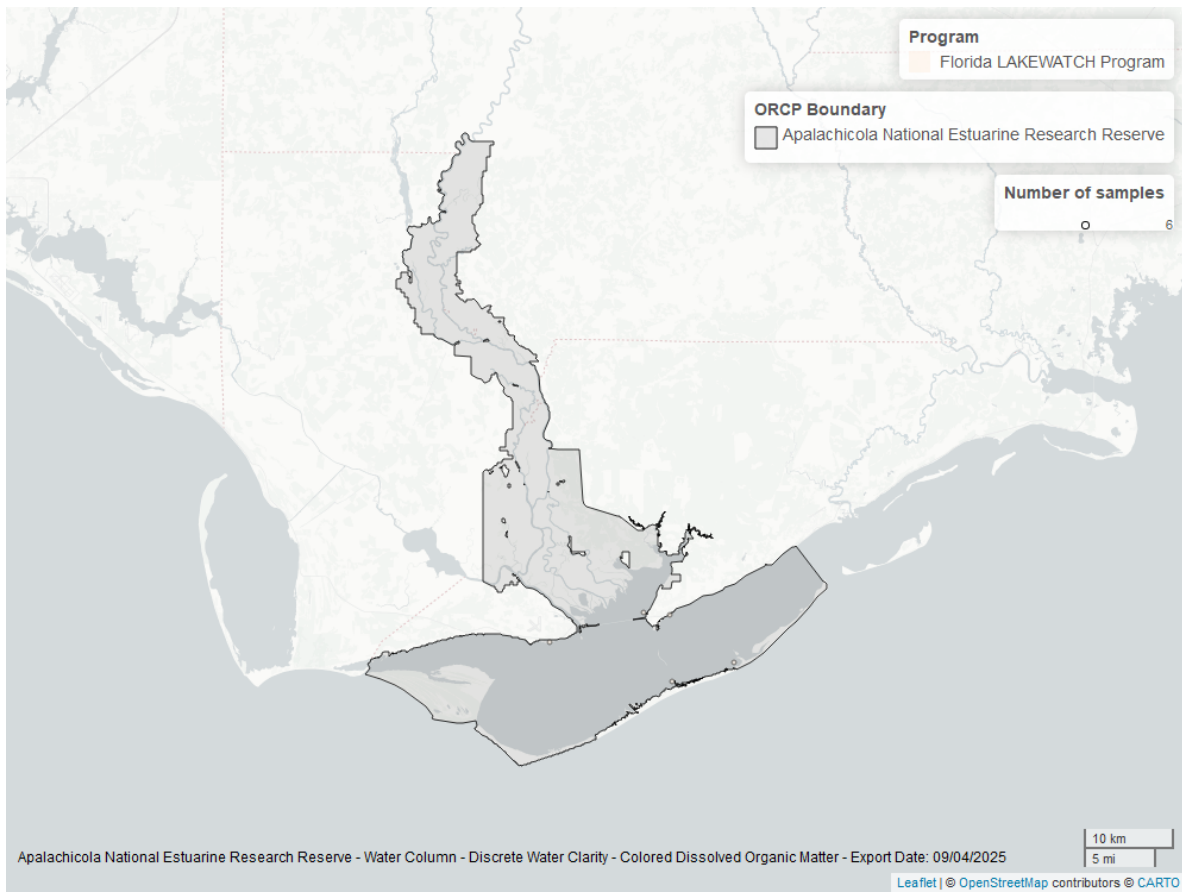 Program
Florida LAKEWATCH Program
ORCP Boundary
Apalachicola National Estuarine Research Reserve
Number of samples
6
10 km
5 mi
Apalachicola National Estuarine Research Reserve - Water Column - Discrete Water Clarity - Colored Dissolved Organic Matter - Export Date: 09/04/2025
Leaflet | © OpenStreetMap contributors © CARTO